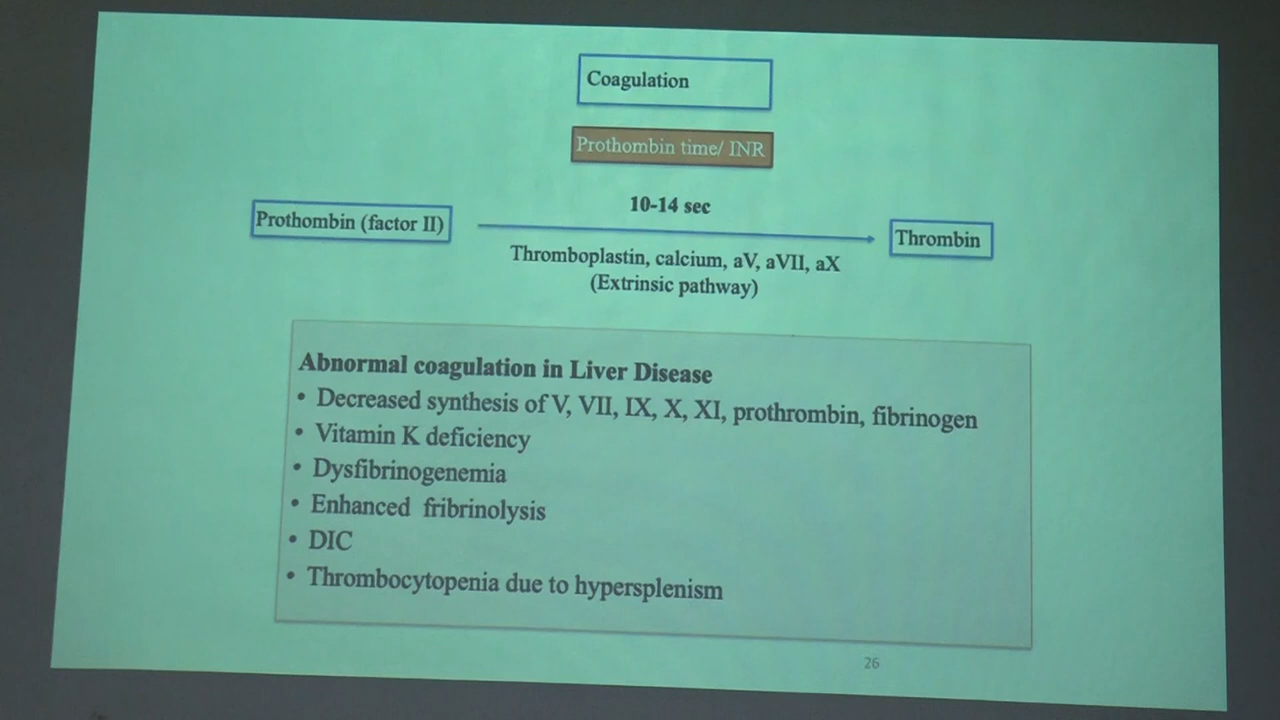 Coagulation
Prothombin time/ INR
10-14 sec
Prothombin (factor II)
Thrombin
Thromboplastin, calcium, aV, aVII, aX
(Extrinsic pathway)
Abnormal coagulation in Liver Disease
• Decreased synthesis of V, VII, IX, X, XI, prothrombin, fibrinogen
• Vitamin K deficiency
• Dysfibrinogenemia
• Enhanced fribrinolysis
• DIC
• Thrombocytopenia due to hypersplenism
26